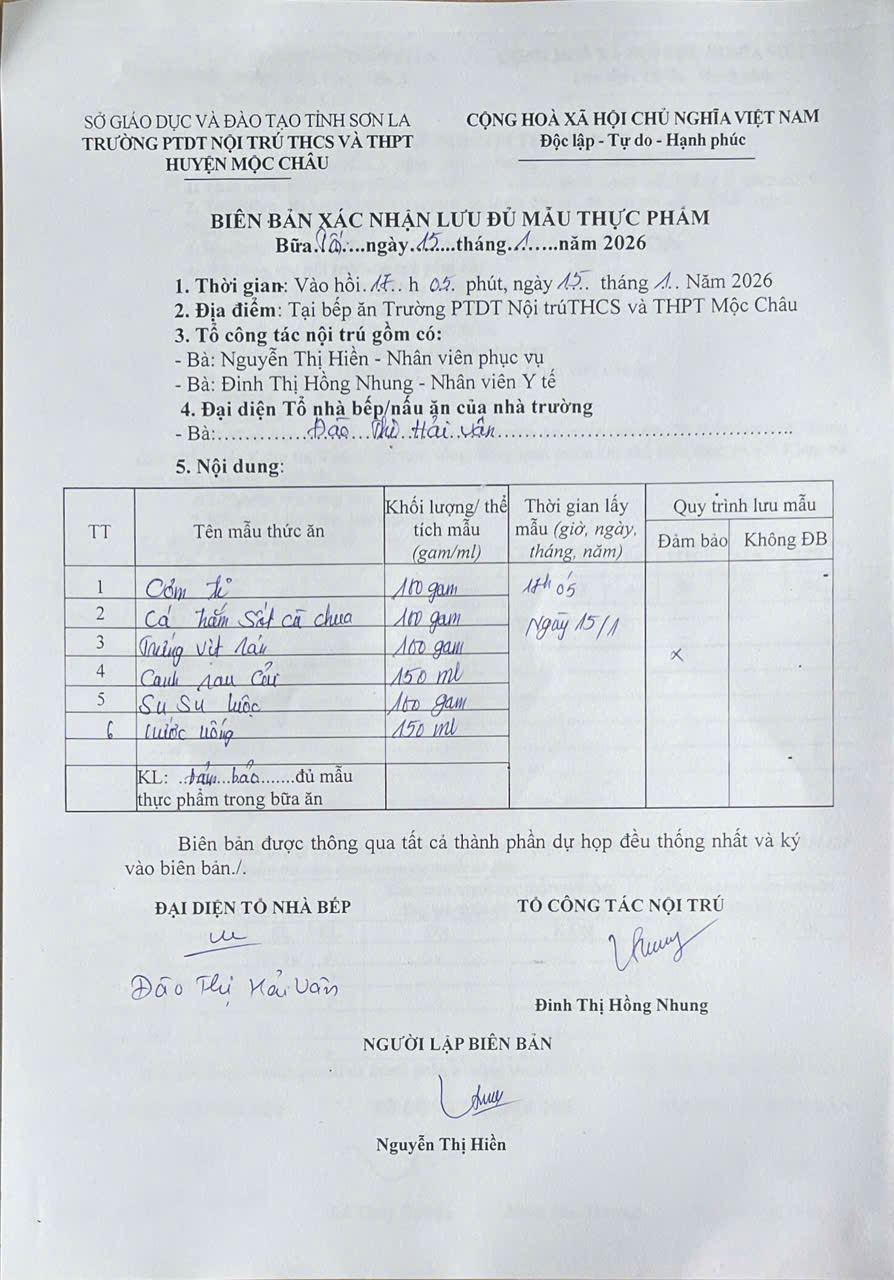 SỞ GIÁO DỤC VÀ ĐÀO TẠO TỈNH SƠN LA
TRƯỜNG PTDT NỘI TRÚ THCS VÀ THPT
HUYỆN MỘC CHÂU
CỘNG HOÀ XÃ HỘI CHỦ NGHĨA VIỆT NAM
Độc lập - Tự do - Hạnh phúc
BIÊN BẢN XÁC NHẬN LƯU ĐỦ MẪU THỰC PHẨM
Bữa.Tối....ngày.15...tháng.1.....năm 2026
1. Thời gian: Vào hồi.17.. h 05. phút, ngày 15. tháng .1.. Năm 2026
2. Địa điểm: Tại bếp ăn Trường PTDT Nội trúTHCS và THPT Mộc Châu
3. Tổ công tác nội trú gồm có:
- Bà: Nguyễn Thị Hiền - Nhân viên phục vụ
- Bà: Đinh Thị Hồng Nhung - Nhân viên Y tế
4. Đại diện Tổ nhà bếp/nấu ăn của nhà trường
- Bà:............Đào Thị Hải Vân..........................................
5. Nội dung:
TT Tên mẫu thức ăn Khối lượng/ thể tích mẫu (gam/ml) Thời gian lấy mẫu (giờ, ngày, tháng, năm) Quy trình lưu mẫu
Đảm bảo Không ĐB
1 Cơm tẻ 100 gam 17h 05
2 Cá trắm sốt cà chua 100 gam Ngày 15/1
3 Trứng vịt rán 100 gam x
4 Canh rau cải 150 ml
5 Su Su luộc 100 gam
6 nước uống 150 ml
KL: ..đảm bảo.......đủ mẫu
thực phẩm trong bữa ăn
Biên bản được thông qua tất cả thành phần dự họp đều thống nhất và ký
vào biên bản./.
ĐẠI DIỆN TỔ NHÀ BẾP
TỔ CÔNG TÁC NỘI TRÚ
Nhung
Đào Thị Hải Vân
Đinh Thị Hồng Nhung
NGƯỜI LẬP BIÊN BẢN
Nguyễn Thị Hiền